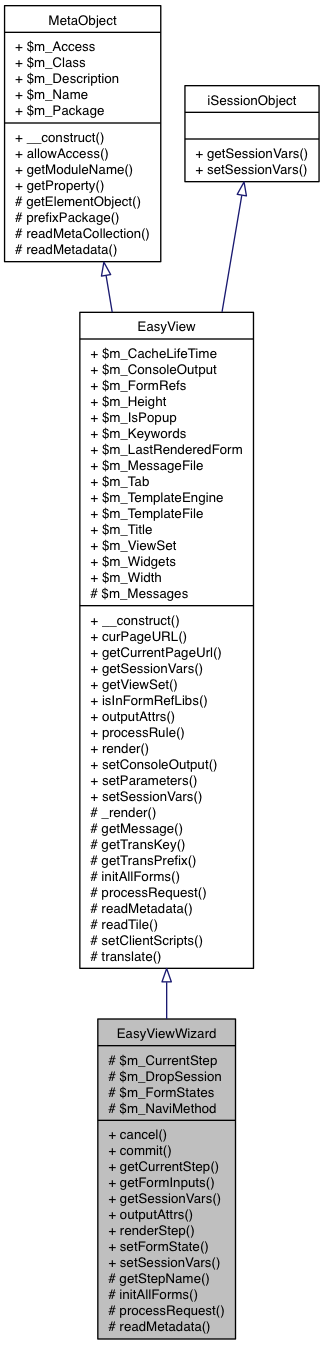 MetaObject
+ $m_Access
+ $m_Class
+ $m_Description
+ $m_Name
+ $m_Package
+ __construct()
+ allowAccess()
+ getModuleName()
+ getProperty()
# getElementObject()
# prefixPackage()
# readMetaCollection()
# readMetadata()
iSessionObject
+ getSessionVars()
+ setSessionVars()
EasyView
+ $m_CacheLifeTime
+ $m_ConsoleOutput
+ $m_FormRefs
+ $m_Height
+ $m_IsPopup
+ $m_Keywords
+ $m_LastRenderedForm
+ $m_MessageFile
+ $m_Tab
+ $m_TemplateEngine
+ $m_TemplateFile
+ $m_Title
+ $m_ViewSet
+ $m_Widgets
+ $m_Width
# $m_Messages
+ __construct()
+ curPageURL()
+ getCurrentPageUrl()
+ getSessionVars()
+ getViewSet()
+ isInFormRefLibs()
+ outputAttrs()
+ processRule()
+ render()
+ setConsoleOutput()
+ setParameters()
+ setSessionVars()
# _render()
# getMessage()
# getTransKey()
# getTransPrefix()
# initAllForms()
# processRequest()
# readMetadata()
# readTile()
# setClientScripts()
# translate()
EasyViewWizard
# $m_CurrentStep
# $m_DropSession
# $m_FormStates
# $m_NaviMethod
+ cancel()
+ commit()
+ getCurrentStep()
+ getFormInputs()
+ getSessionVars()
+ outputAttrs()
+ renderStep()
+ setFormState()
+ setSessionVars()
# getStepName()
# initAllForms()
# processRequest()
# readMetadata()